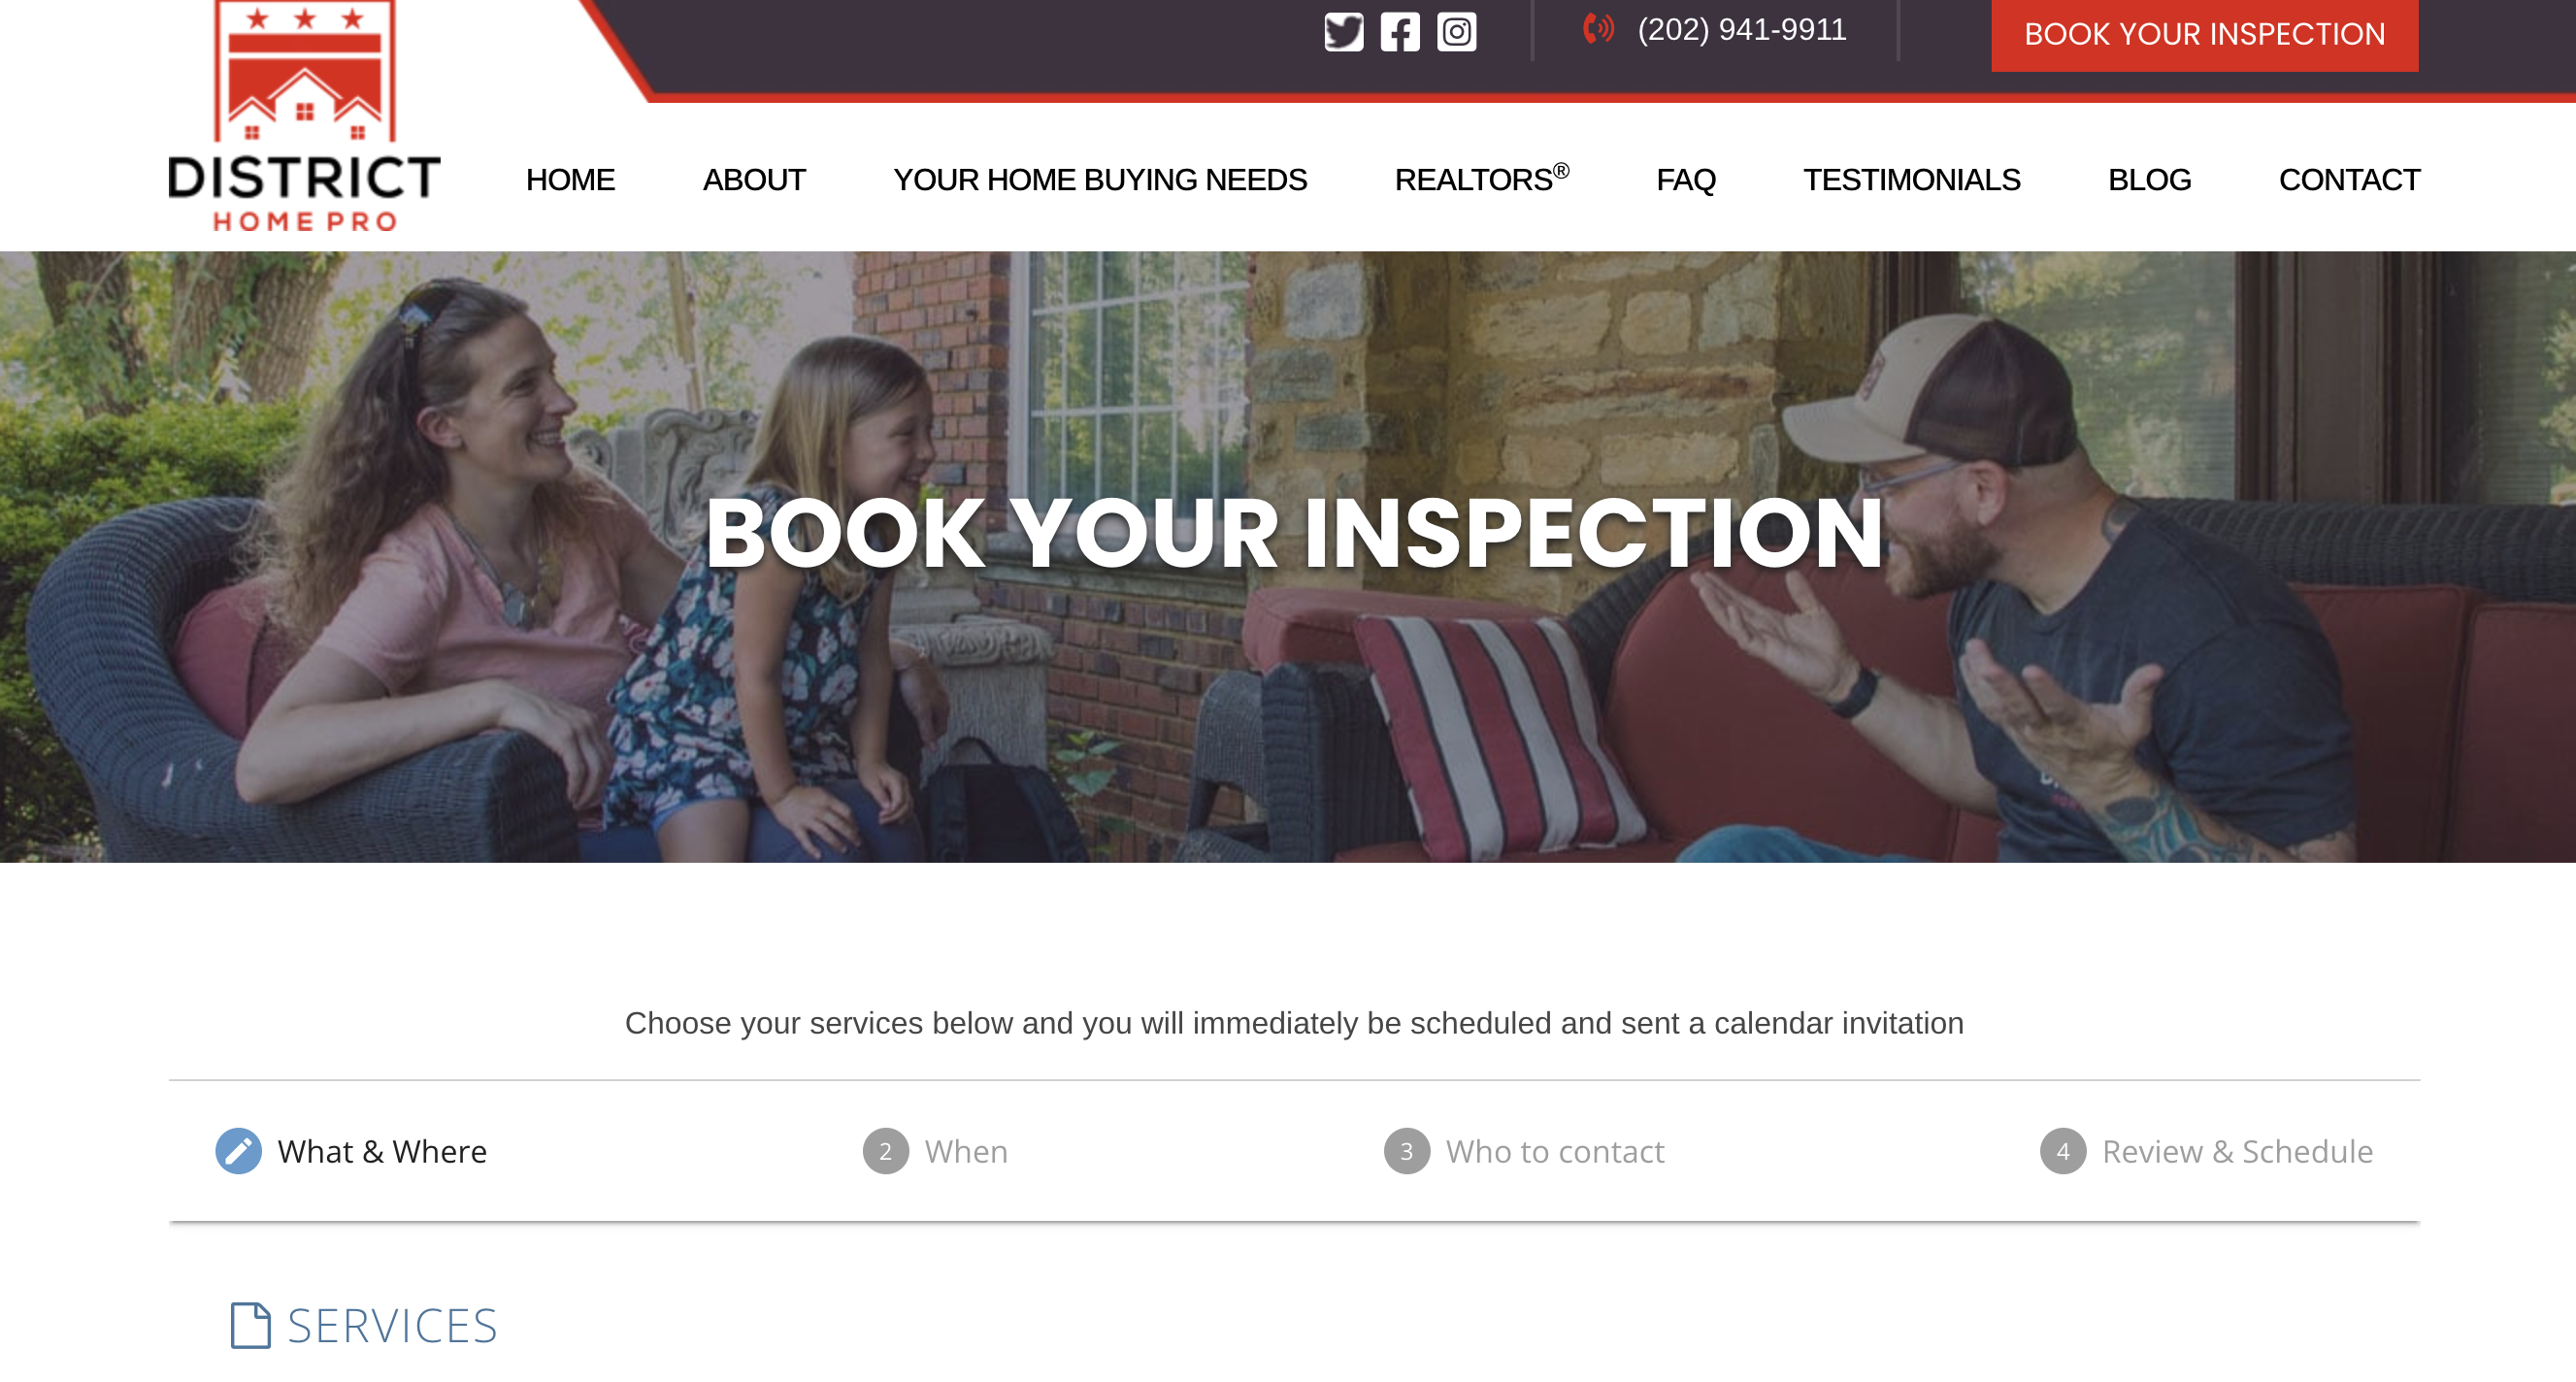 (202) 941-9911
BOOK YOUR INSPECTION
DISTRICT
HOME PRO
HOME
ABOUT
YOUR HOME BUYING NEEDS
REALTORS®
FAQ
TESTIMONIALS
BLOG
CONTACT
BOOK YOUR INSPECTION
Choose your services below and you will immediately be scheduled and sent a calendar invitation
What & Where
2 When
3 Who to contact
4 Review & Schedule
SERVICES